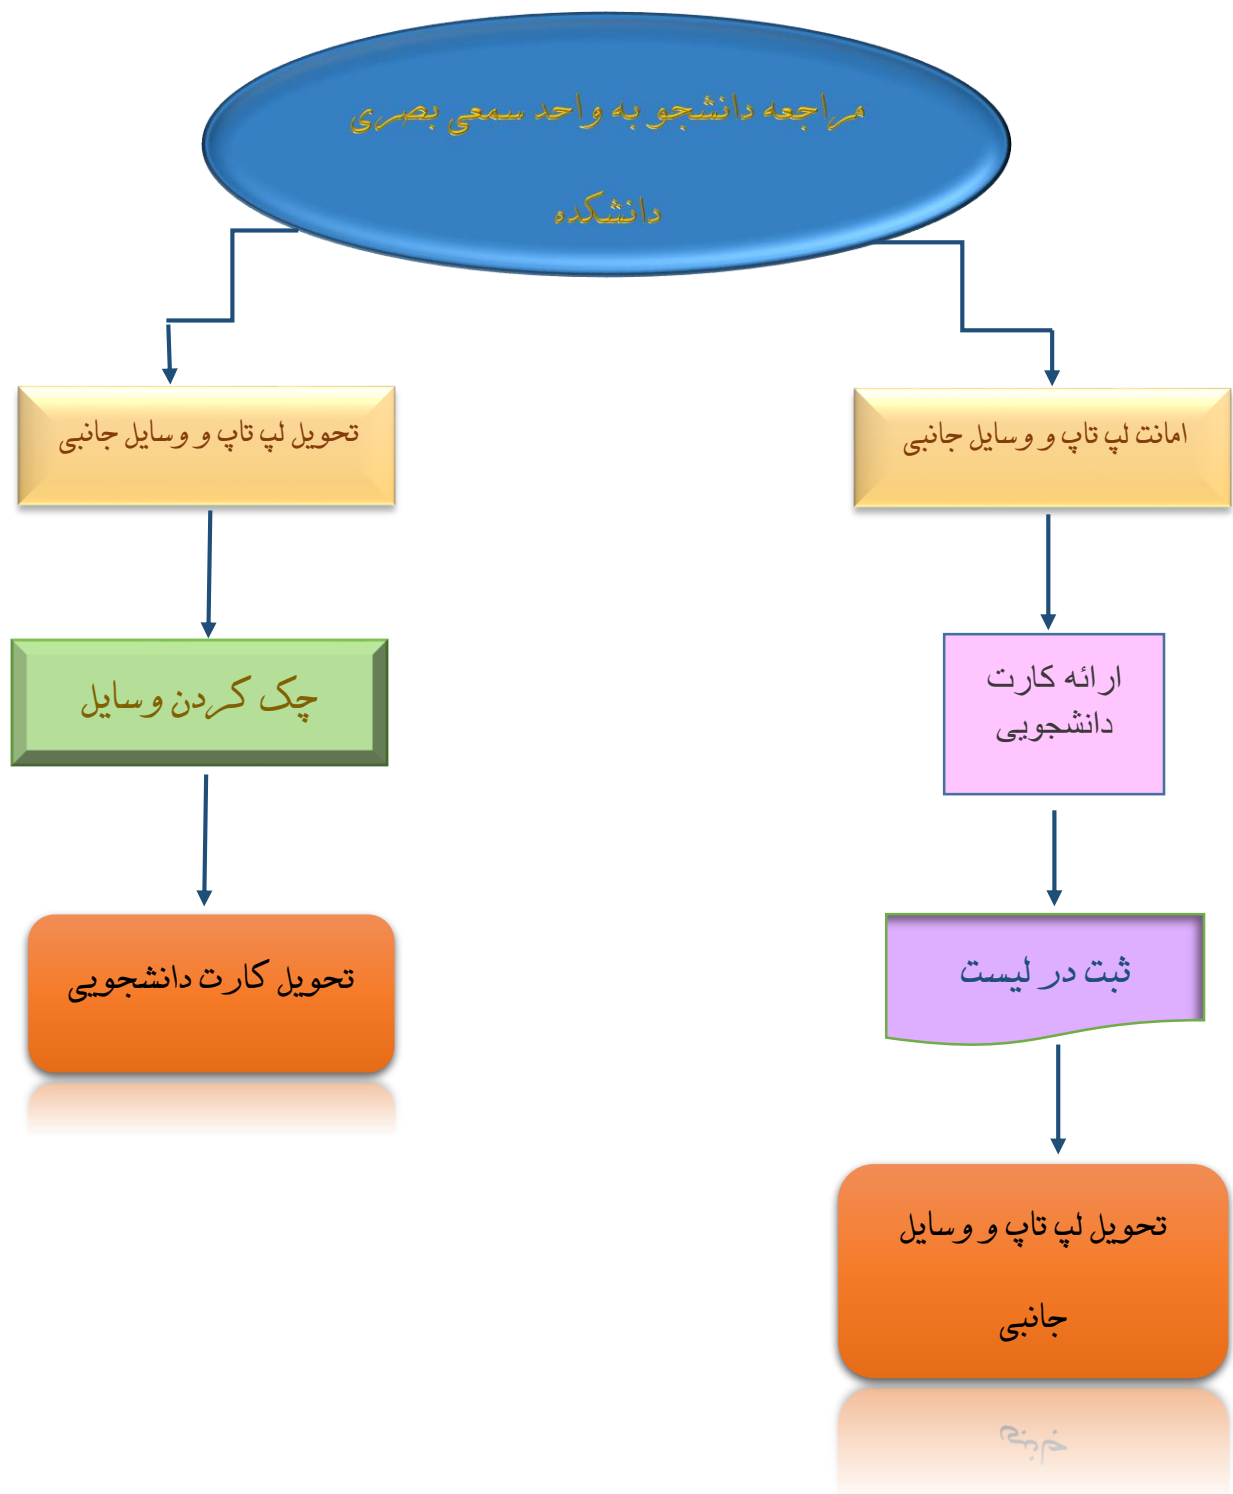 مراجعه دانشجو به واحد سمعی بصری
دانشکده
امانت لپ تاپ و وسایل جانبی
ارائه کارت
دانشجویی
ثبت در لیست
تحویل لپ تاپ و وسایل
جانبی
تحویل لپ تاپ و وسایل جانبی
چک کردن وسایل
تحویل کارت دانشجویی